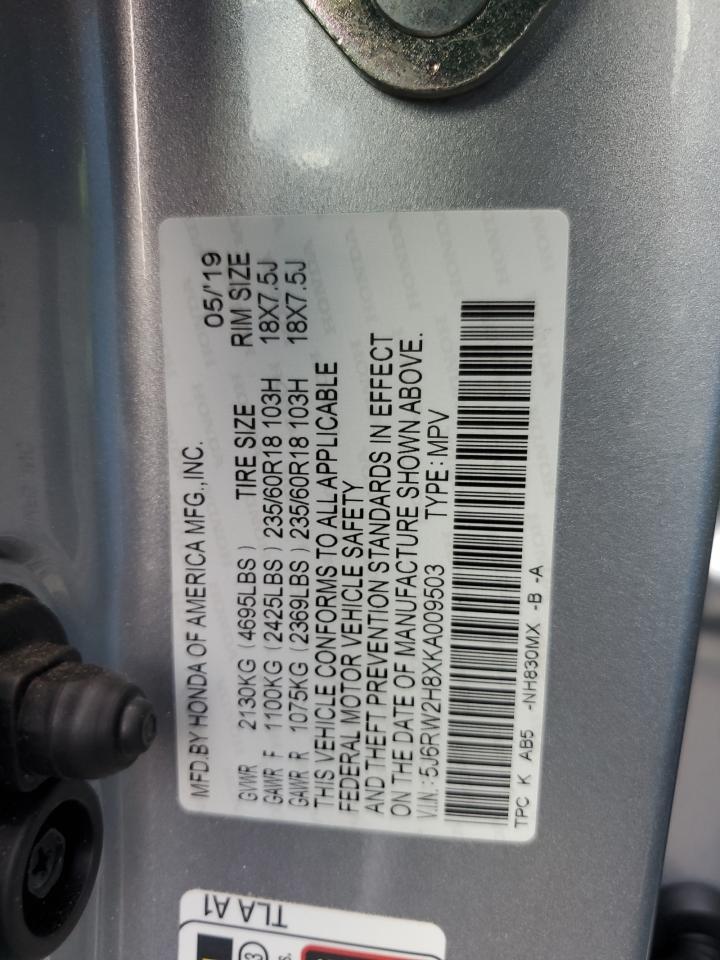 MFD.BY HONDA OF AMERICA MFG.,INC. 05/'19
GVWR 2130KG (4695LBS) TIRE SIZE RIM SIZE
GAWR F 1100KG (2425LBS) 235/60R18 103H 18X7.5J
GAWR R 1075KG (2369LBS) 235/60R18 103H 18X7.5J
THIS VEHICLE CONFORMS TO ALL APPLICABLE
FEDERAL MOTOR VEHICLE SAFETY
AND THEFT PREVENTION STANDARDS IN EFFECT
ON THE DATE OF MANUFACTURE SHOWN ABOVE.
V.I.N.: 5J6RW2H8XKA009503 TYPE: MPV
TPC K AB5 -NH830MX -B -A
TLA A1